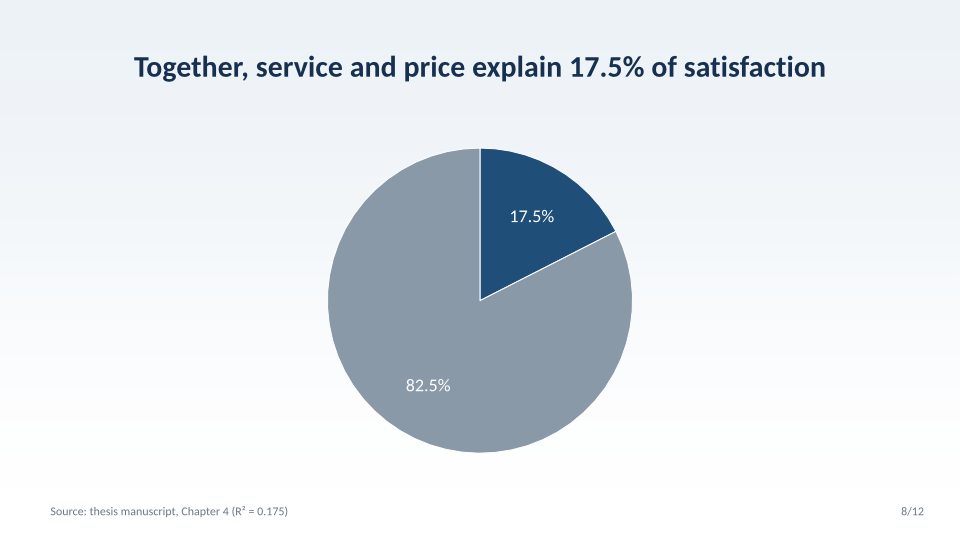 Together, service and price explain 17.5% of satisfaction
17.5%
82.5%
Source: thesis manuscript, Chapter 4 (R² = 0.175)
8/12